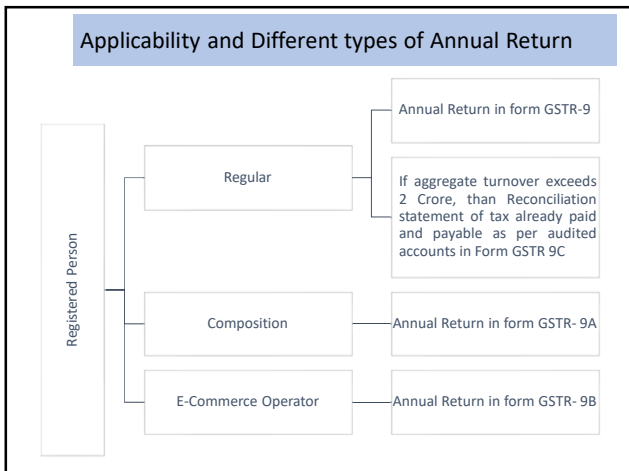 Applicability and Different types of Annual Return
Registered Person
Regular
Annual Return in form GSTR-9
If aggregate turnover exceeds
2 Crore, than Reconciliation
statement of tax already paid
and payable as per audited
accounts in Form GSTR 9C
Composition
Annual Return in form GSTR- 9A
E-Commerce Operator
Annual Return in form GSTR- 9B